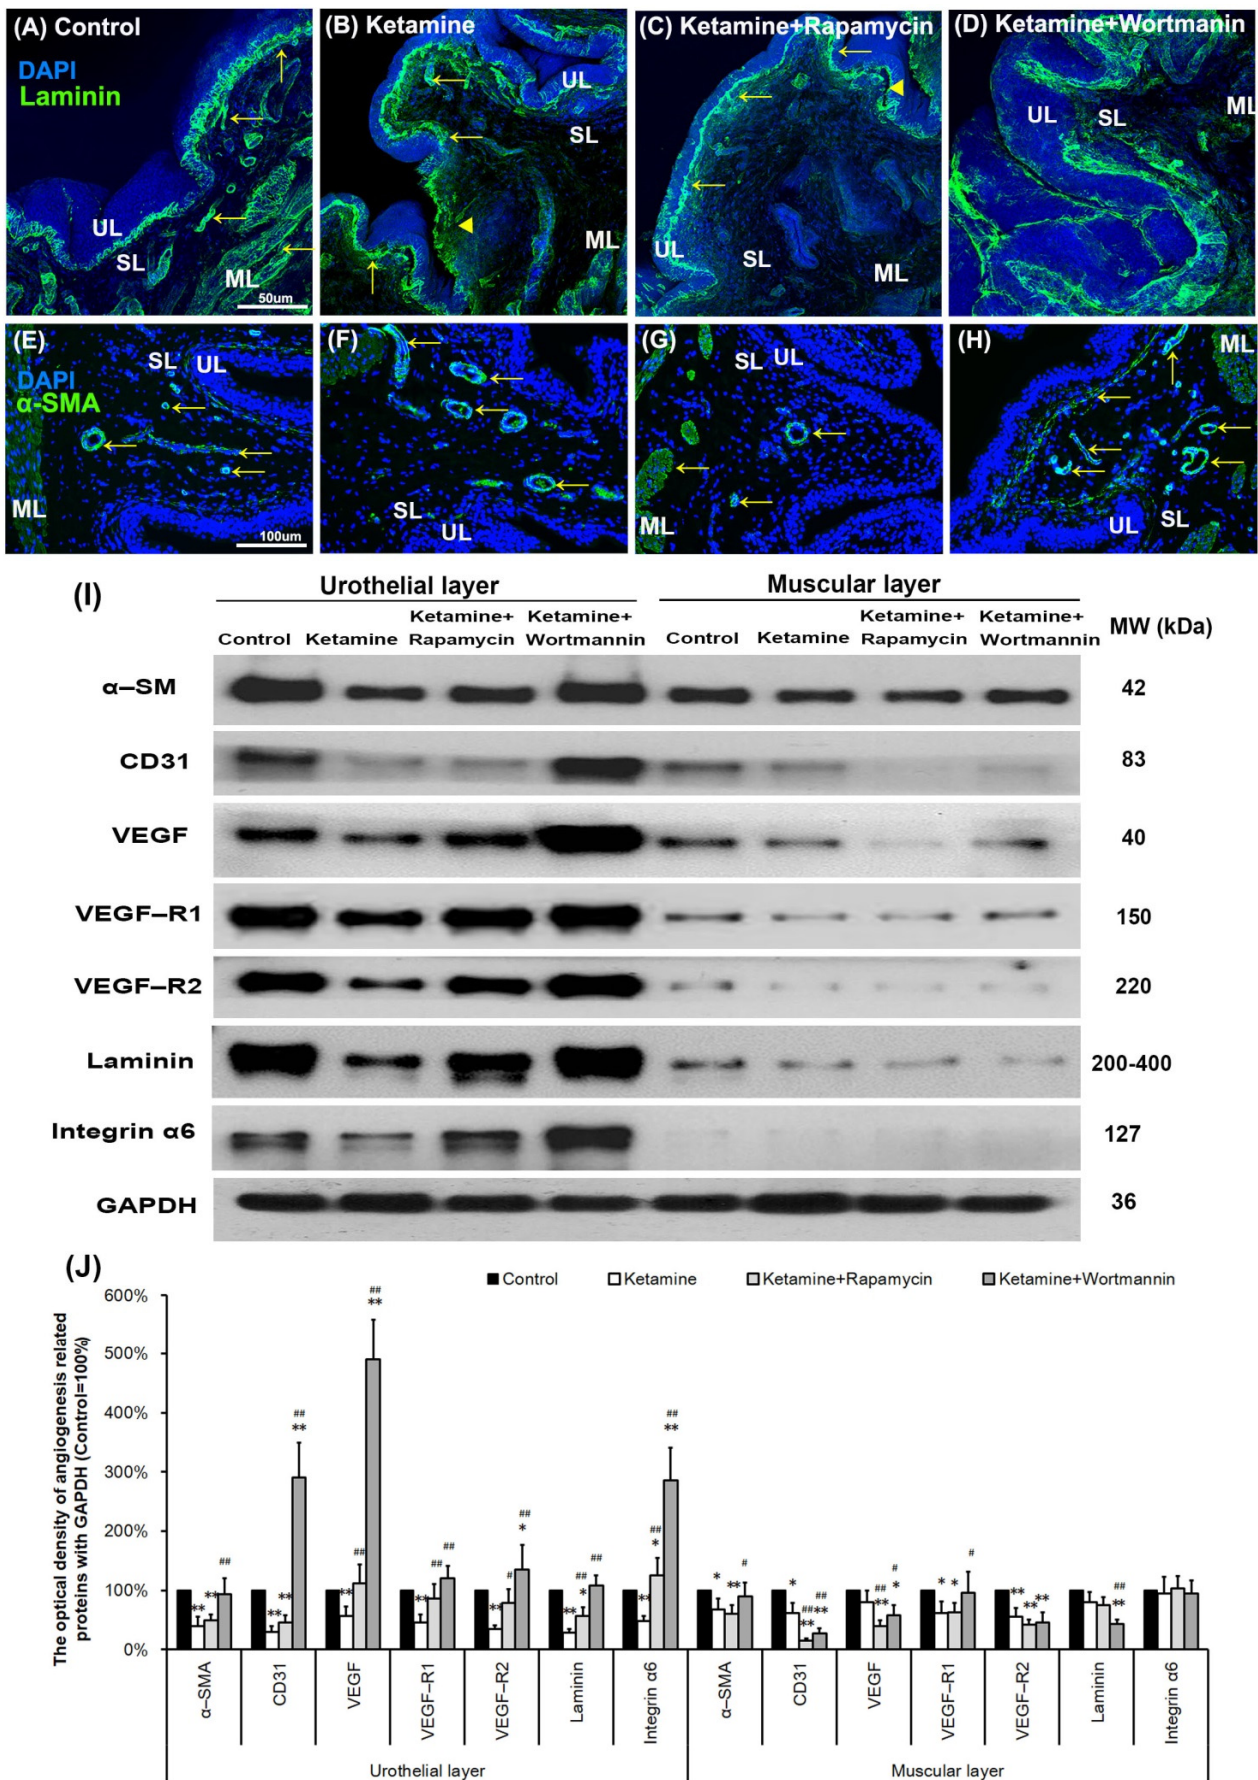 (A) Control
DAPI
Laminin
UL
SL
ML
50um
(B) Ketamine
UL
SL
ML
(C) Ketamine+Rapamycin
UL
SL
ML
(D) Ketamine+Wortmanin
UL
SL
ML
(E)
DAPI
α-SMA
SL
UL
ML
100um
(F)
SL
UL
(G)
SL
UL
ML
(H)
ML
UL
SL
(I)
Urothelial layer
Muscular layer
Control
Ketamine
Ketamine+
Rapamycin
Ketamine+
Wortmannin
Control
Ketamine
Ketamine+
Rapamycin
Ketamine+
Wortmannin
MW (kDa)
α–SM
42
CD31
83
VEGF
40
VEGF–R1
150
VEGF–R2
220
Laminin
200-400
Integrin α6
127
GAPDH
36
(J)
Control
Ketamine
Ketamine+Rapamycin
Ketamine+Wortmannin
The optical density of angiogenesis related
proteins with GAPDH (Control=100%)
600%
500%
400%
300%
200%
100%
0%
** ** ##
** ** ## **
** ## ## **
** ## ##
** # ## *
** ## * ##
** ## * ## **
* ** #
* ## ** ## **
## ** # *
* * #
** ** **
## **
α–SMA
CD31
VEGF
VEGF–R1
VEGF–R2
Laminin
Integrin α6
α–SMA
CD31
VEGF
VEGF–R1
VEGF–R2
Laminin
Integrin α6
Urothelial layer
Muscular layer